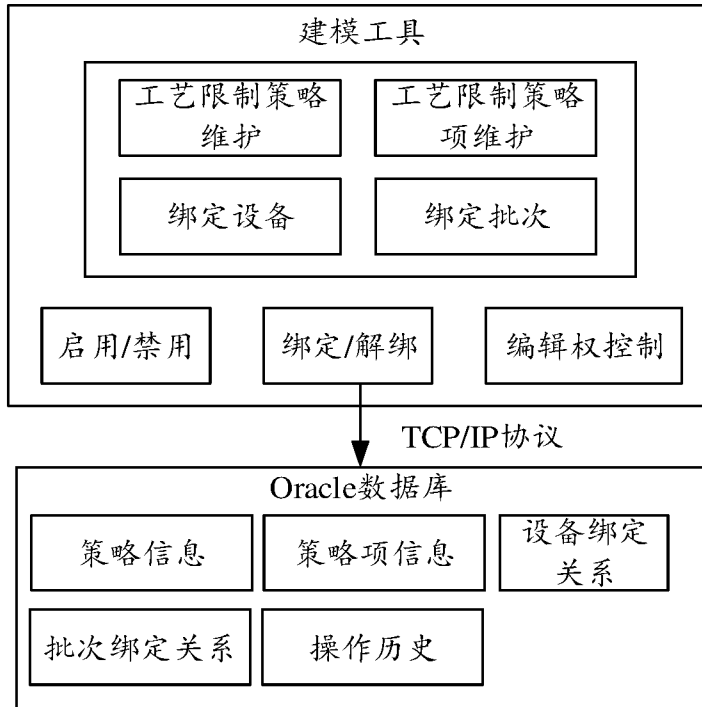 建模工具
工艺限制策略
维护
工艺限制策略
项维护
绑定设备
绑定批次
启用/禁用
绑定/解绑
编辑权控制
TCP/IP协议
Oracle数据库
策略信息
策略项信息
设备绑定
关系
批次绑定关系
操作历史